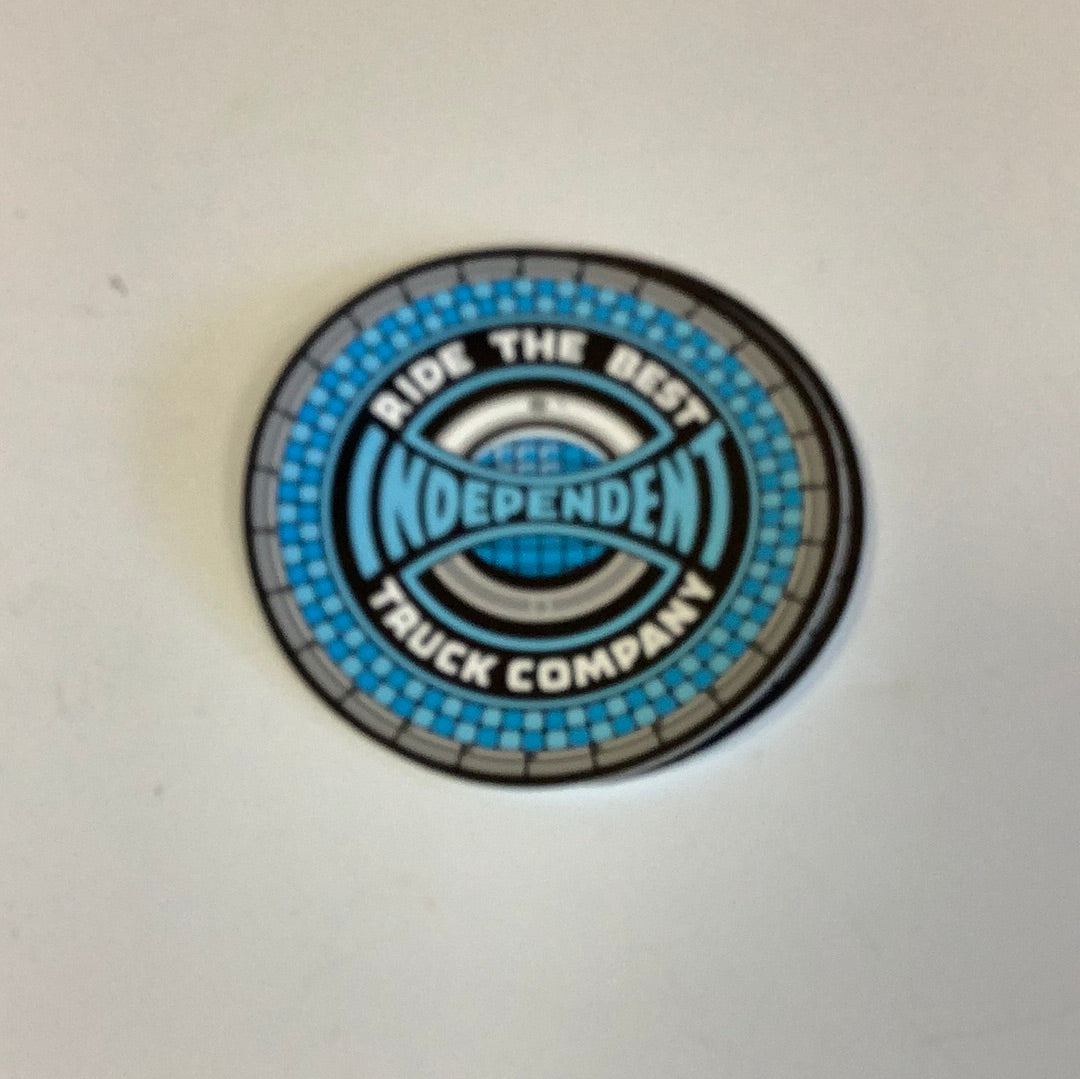 RIDE THE BEST
INDEPENDENT
TRUCK COMPANY